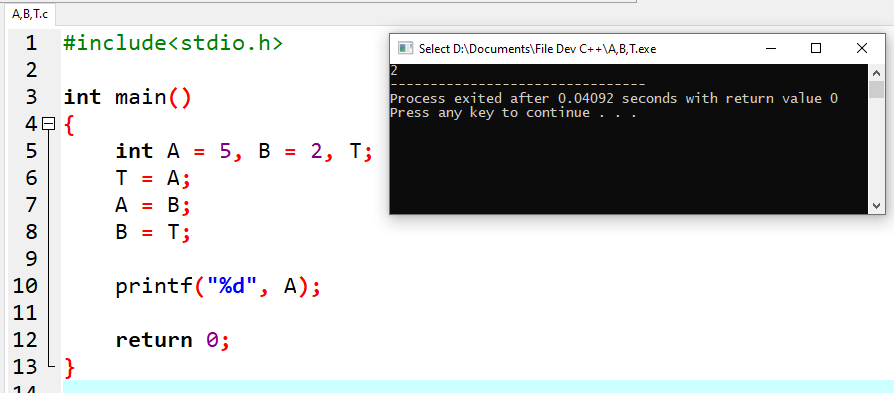 A,B,T.c
1 #include<stdio.h>
2
3 int main()
4 {
5 int A = 5, B = 2, T;
6 T = A;
7 A = B;
8 B = T;
9
10 printf("%d", A);
11
12 return 0;
13 }
14
Select D:\Documents\File Dev C++\A,B,T.exe
2
--------------------------------
Process exited after 0.04092 seconds with return value 0
Press any key to continue . . .